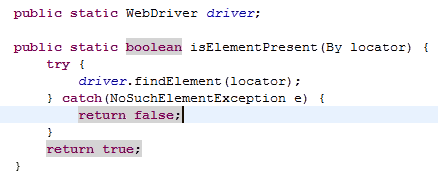 public static WebDriver driver;
public static boolean isElementPresent(By locator) {
try {
driver.findElement(locator);
} catch(NoSuchElementException e) {
return false;
}
return true;
}